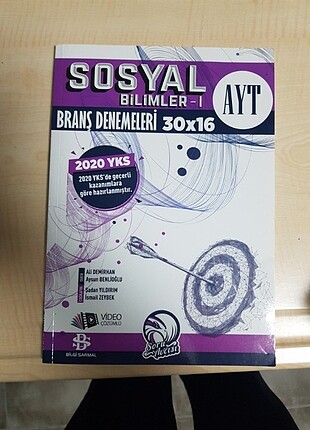 SOSYAL
BİLİMLER-I
AYT
BRANŞ DENEMELERİ 30x16
2020 YKS
2020 YKS'de geçerli
kazanımlara
göre hazırlanmıştır.
Ali DEMİRHAN
Aysun BENLİOĞLU
Sadan YILDIRIM
İsmail ZEYBEK
VİDEO
ÇÖZÜMLÜ
BİLGİ SARMAL
Soru